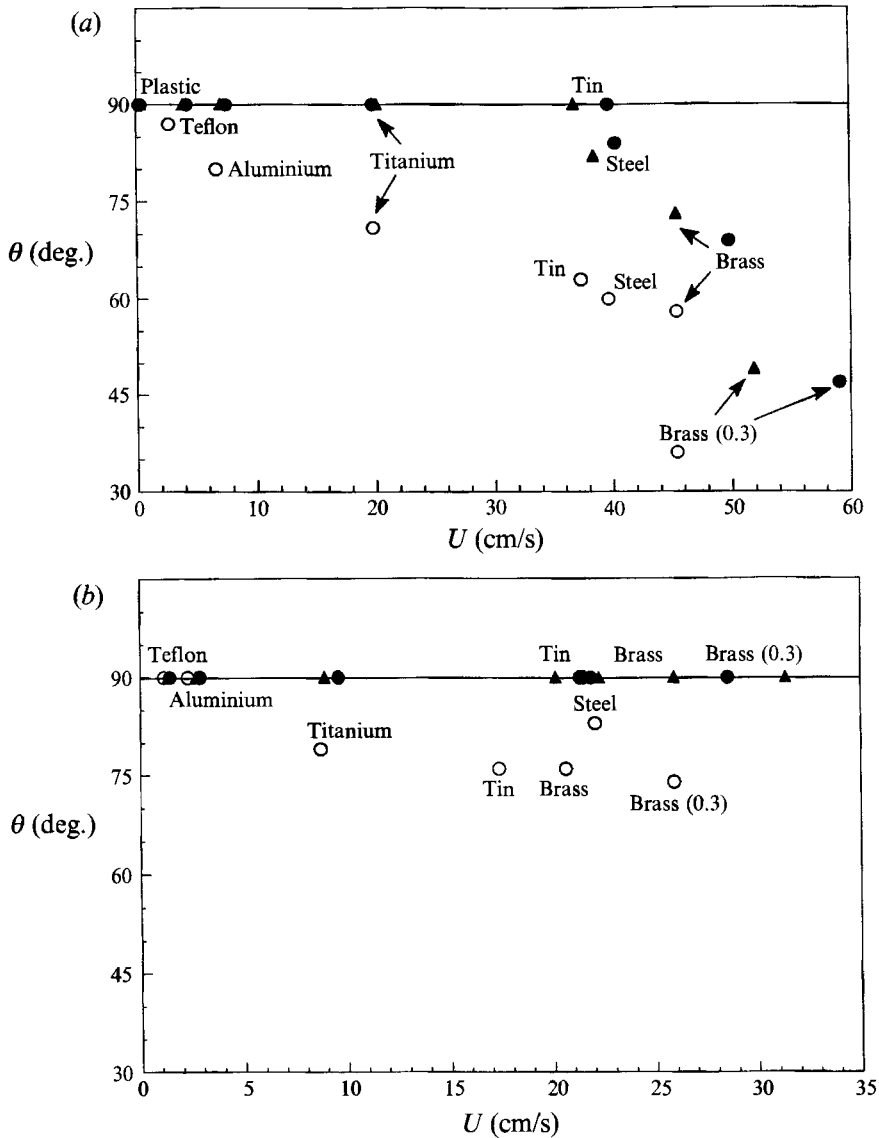 (a)
Plastic
Tin
90
Teflon
Titanium
Steel
Aluminium
75
θ (deg.)
Brass
Tin
Steel
60
45
Brass (0.3)
30
0 10 20 30 40 50 60
U (cm/s)
(b)
Teflon
Tin Brass Brass (0.3)
90
Aluminium
Steel
Titanium
75
Tin Brass Brass (0.3)
θ (deg.)
60
45
30
0 5 10 15 20 25 30 35
U (cm/s)